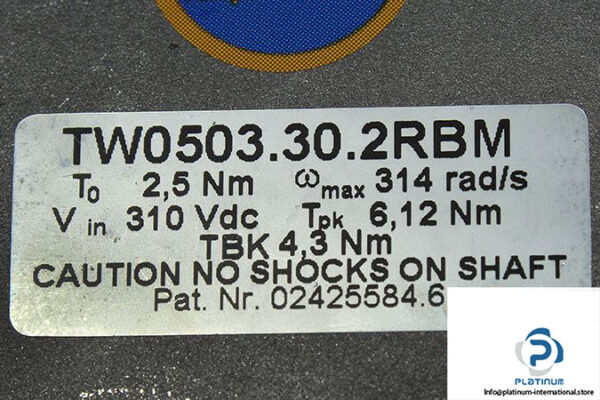 TW0503.30.2RBM
T0 2,5 Nm ωmax 314 rad/s
V in 310 Vdc Tpk 6,12 Nm
TBK 4,3 Nm
CAUTION NO SHOCKS ON SHAFT
Pat. Nr. 02425584.6
PLATINUM
Info@platinum-international.store